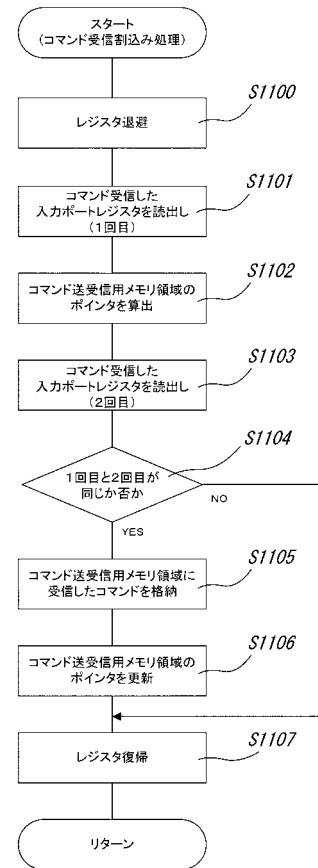 スタート
(コマンド受信割込み処理)
S1100
レジスタ退避
S1101
コマンド受信した
入力ポートレジスタを読出し
(1回目)
S1102
コマンド送受信用メモリ領域の
ポインタを算出
S1103
コマンド受信した
入力ポートレジスタを読出し
(2回目)
S1104
1回目と2回目が
同じか否か
NO
YES
S1105
コマンド送受信用メモリ領域に
受信したコマンドを格納
S1106
コマンド送受信用メモリ領域の
ポインタを更新
S1107
レジスタ復帰
リターン